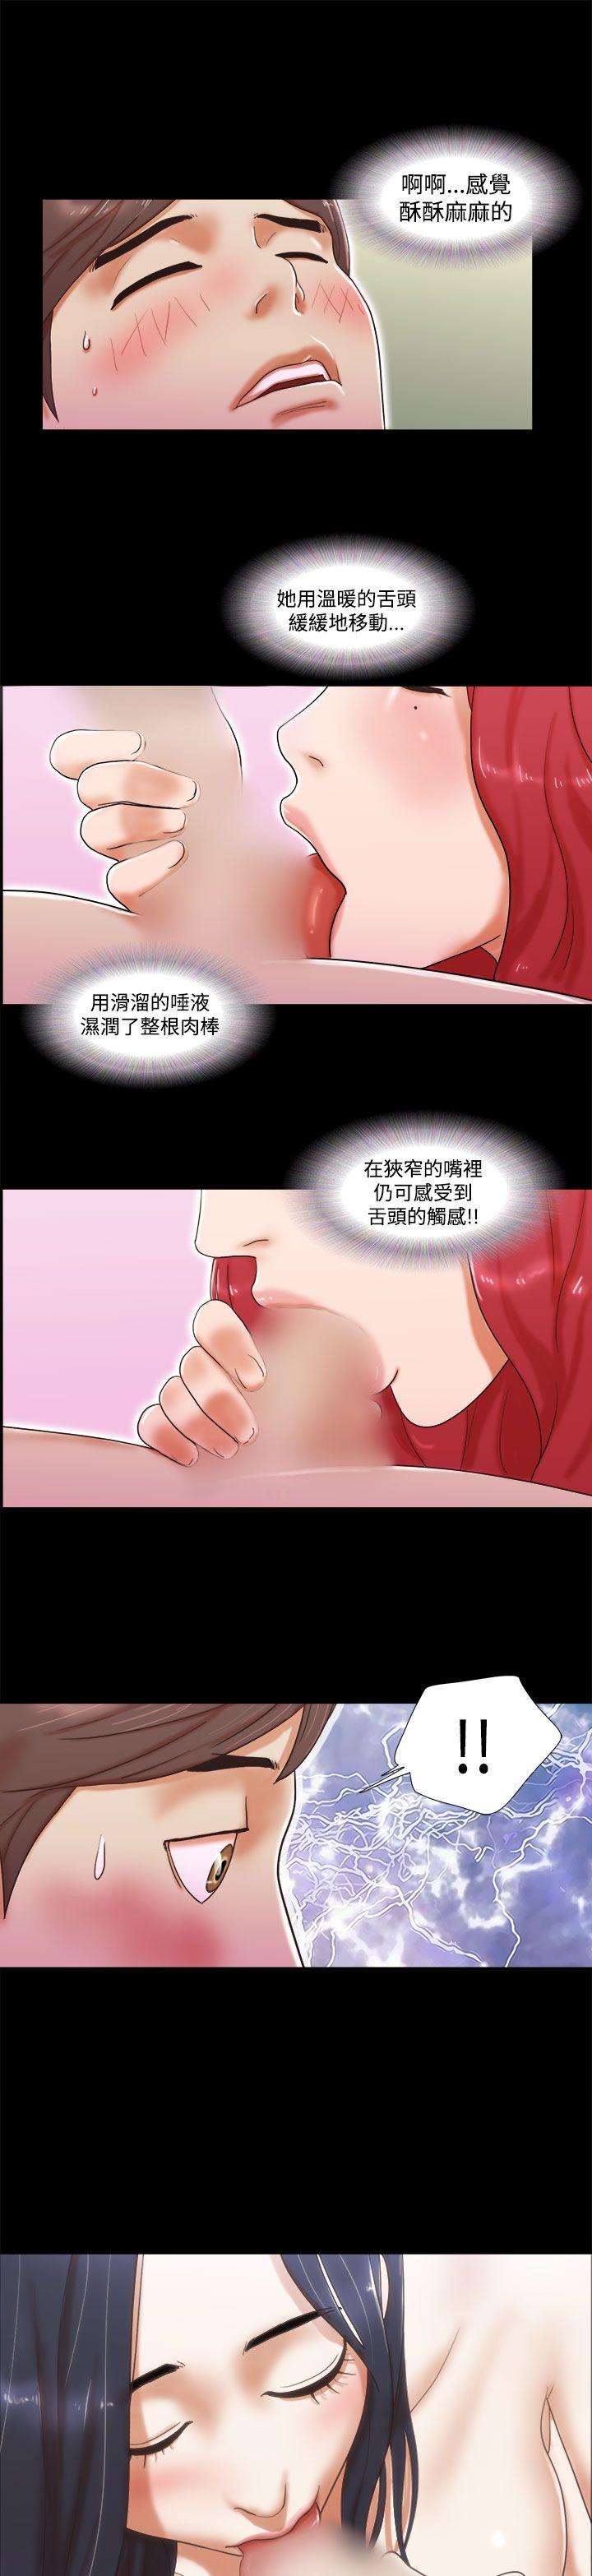 啊啊...感覺
酥酥麻麻的
她用溫暖的舌頭
緩緩地移動...
用滑溜的唾液
濕潤了整根肉棒
在狹窄的嘴裡
仍可感受到
舌頭的觸感!!
!!